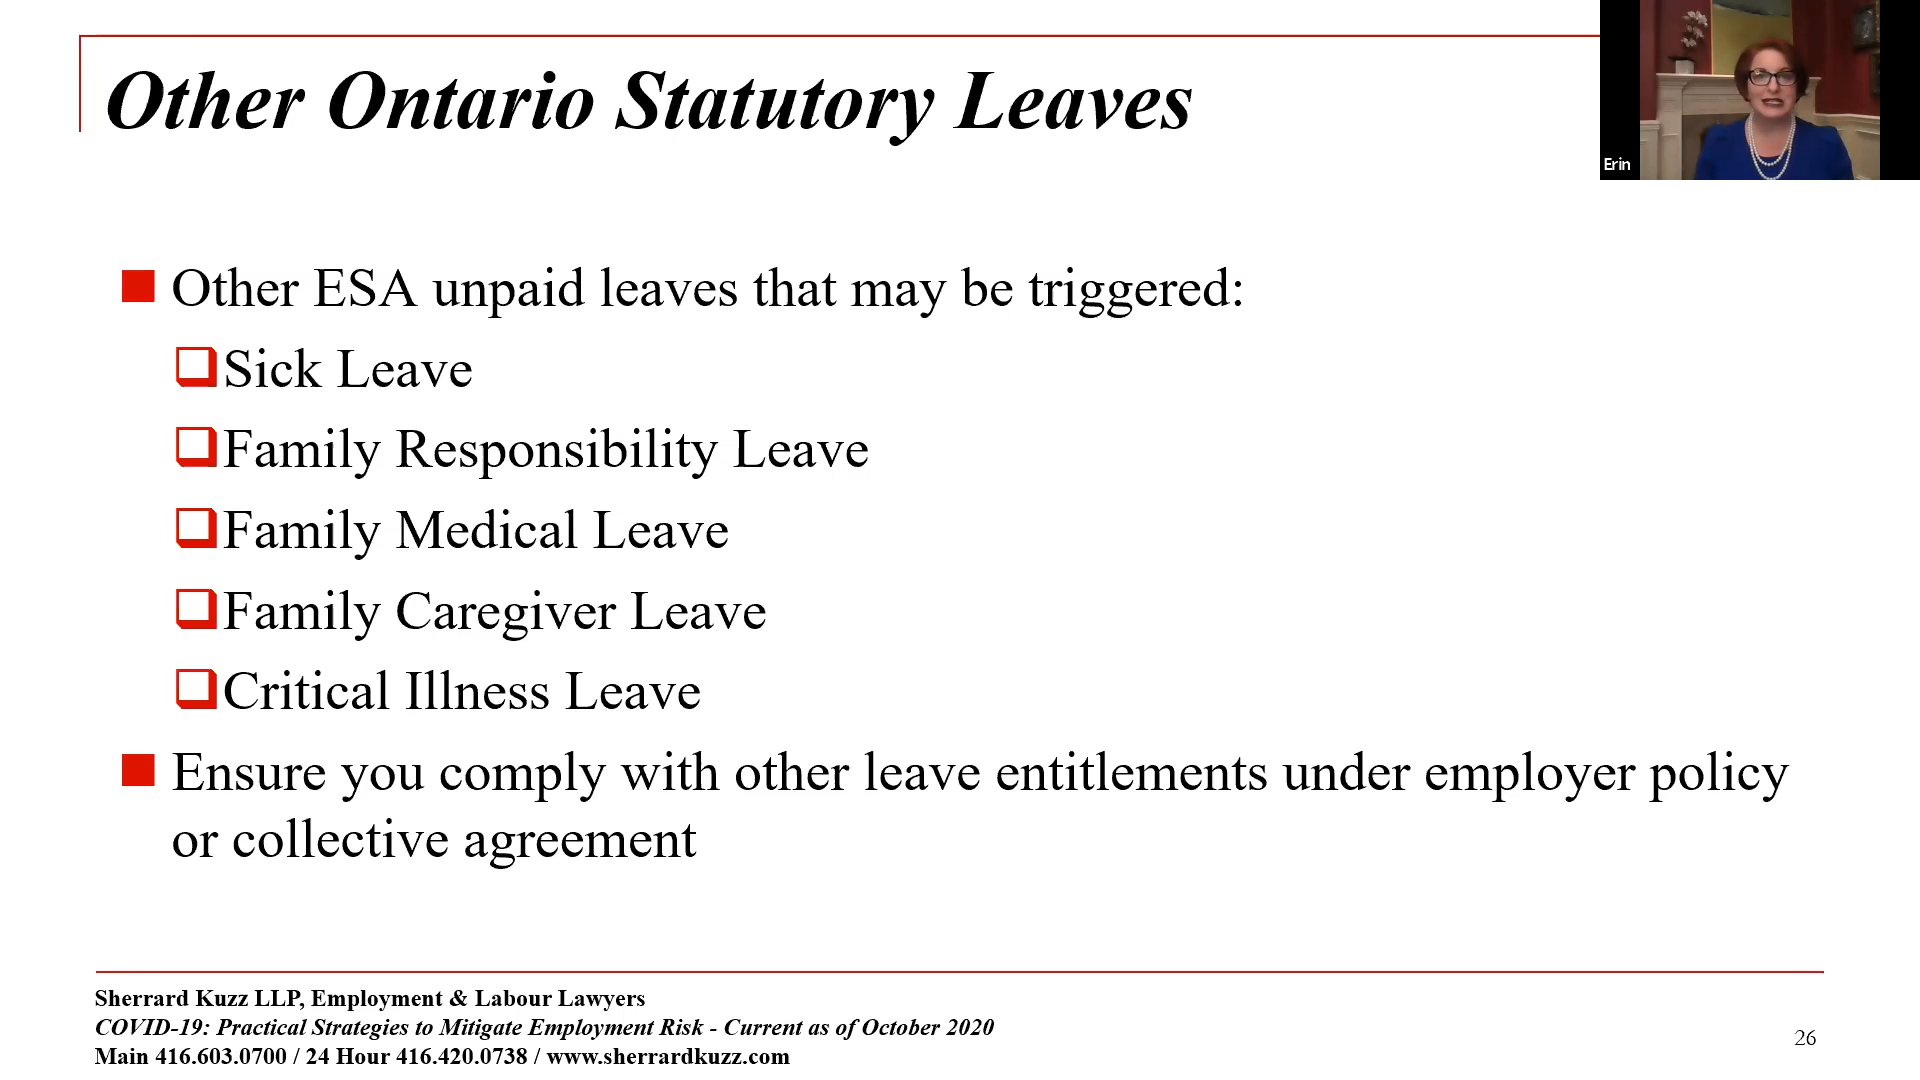 Other Ontario Statutory Leaves
Erin
Other ESA unpaid leaves that may be triggered:
Sick Leave
Family Responsibility Leave
Family Medical Leave
Family Caregiver Leave
Critical Illness Leave
Ensure you comply with other leave entitlements under employer policy
or collective agreement
Sherrard Kuzz LLP, Employment & Labour Lawyers
COVID-19: Practical Strategies to Mitigate Employment Risk - Current as of October 2020
Main 416.603.0700 / 24 Hour 416.420.0738 / www.sherrardkuzz.com
26